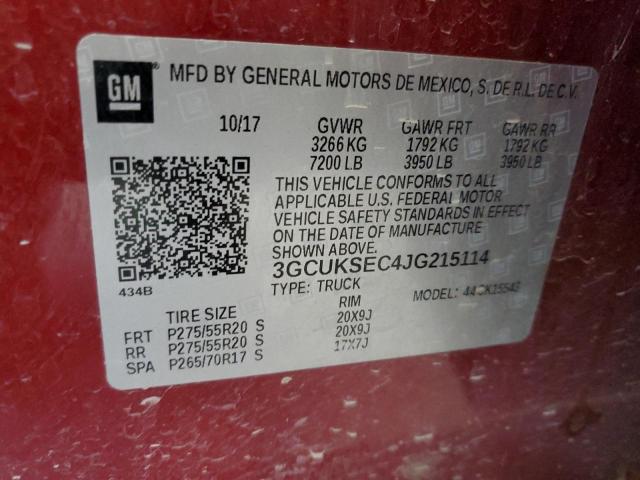 GM
MFD BY GENERAL MOTORS DE MEXICO, S. DE R.L. DE C.V.
10/17 GVWR GAWR FRT GAWR RR
3266 KG 1792 KG 1792 KG
7200 LB 3950 LB 3950 LB
THIS VEHICLE CONFORMS TO ALL
APPLICABLE U.S. FEDERAL MOTOR
VEHICLE SAFETY STANDARDS IN EFFECT
ON THE DATE OF MANUFACTURE
SHOWN ABOVE.
3GCUKSEC4JG215114
434B
TYPE: TRUCK MODEL:
TIRE SIZE RIM
FRT P275/55R20 S 20X9J
RR P275/55R20 S 20X9J
SPA P265/70R17 S 17X7J